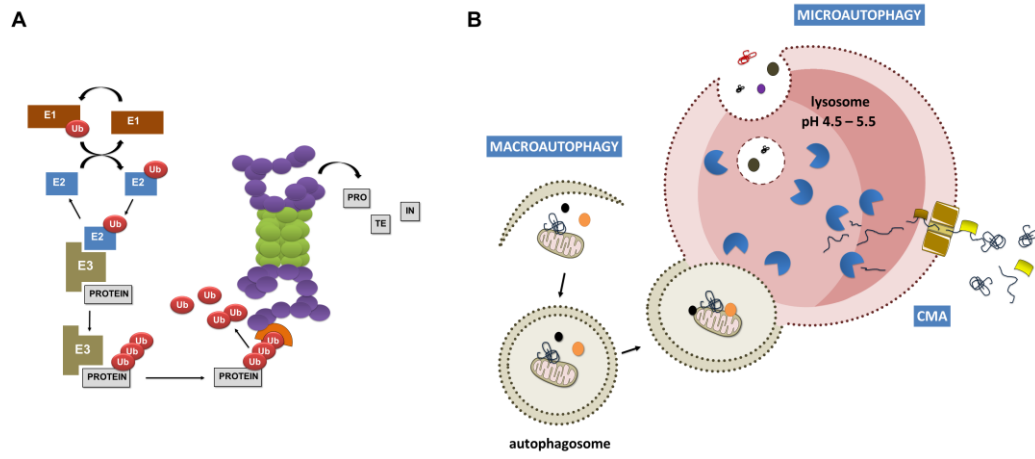 A
E1
Ub
E1
E2
E2
Ub
Ub
E2
E3
PROTEIN
E3
Ub
Ub
Ub
PROTEIN
Ub
Ub
Ub
Ub
Ub
Ub
Ub
Ub
PROTEIN
PRO
TE
IN
B
MICROAUTOPHAGY
lysosome
pH 4.5 – 5.5
MACROAUTOPHAGY
CMA
autophagosome